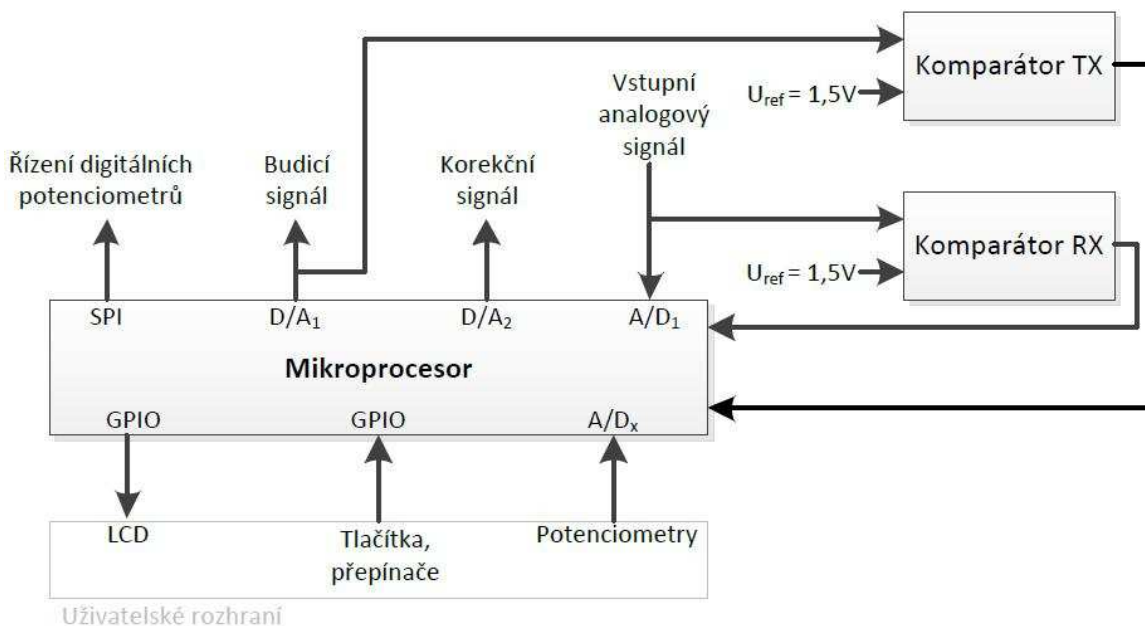 Komparátor TX
Uref = 1,5V
Vstupní
analogový
signál
Řízení digitálních
potenciometrů
Budicí
signál
Korekční
signál
Komparátor RX
Uref = 1,5V
SPI
D/A1
D/A2
A/D1
Mikroprocesor
GPIO
GPIO
A/Dx
LCD
Tlačítka,
přepínače
Potenciometry
Uživatelské rozhraní